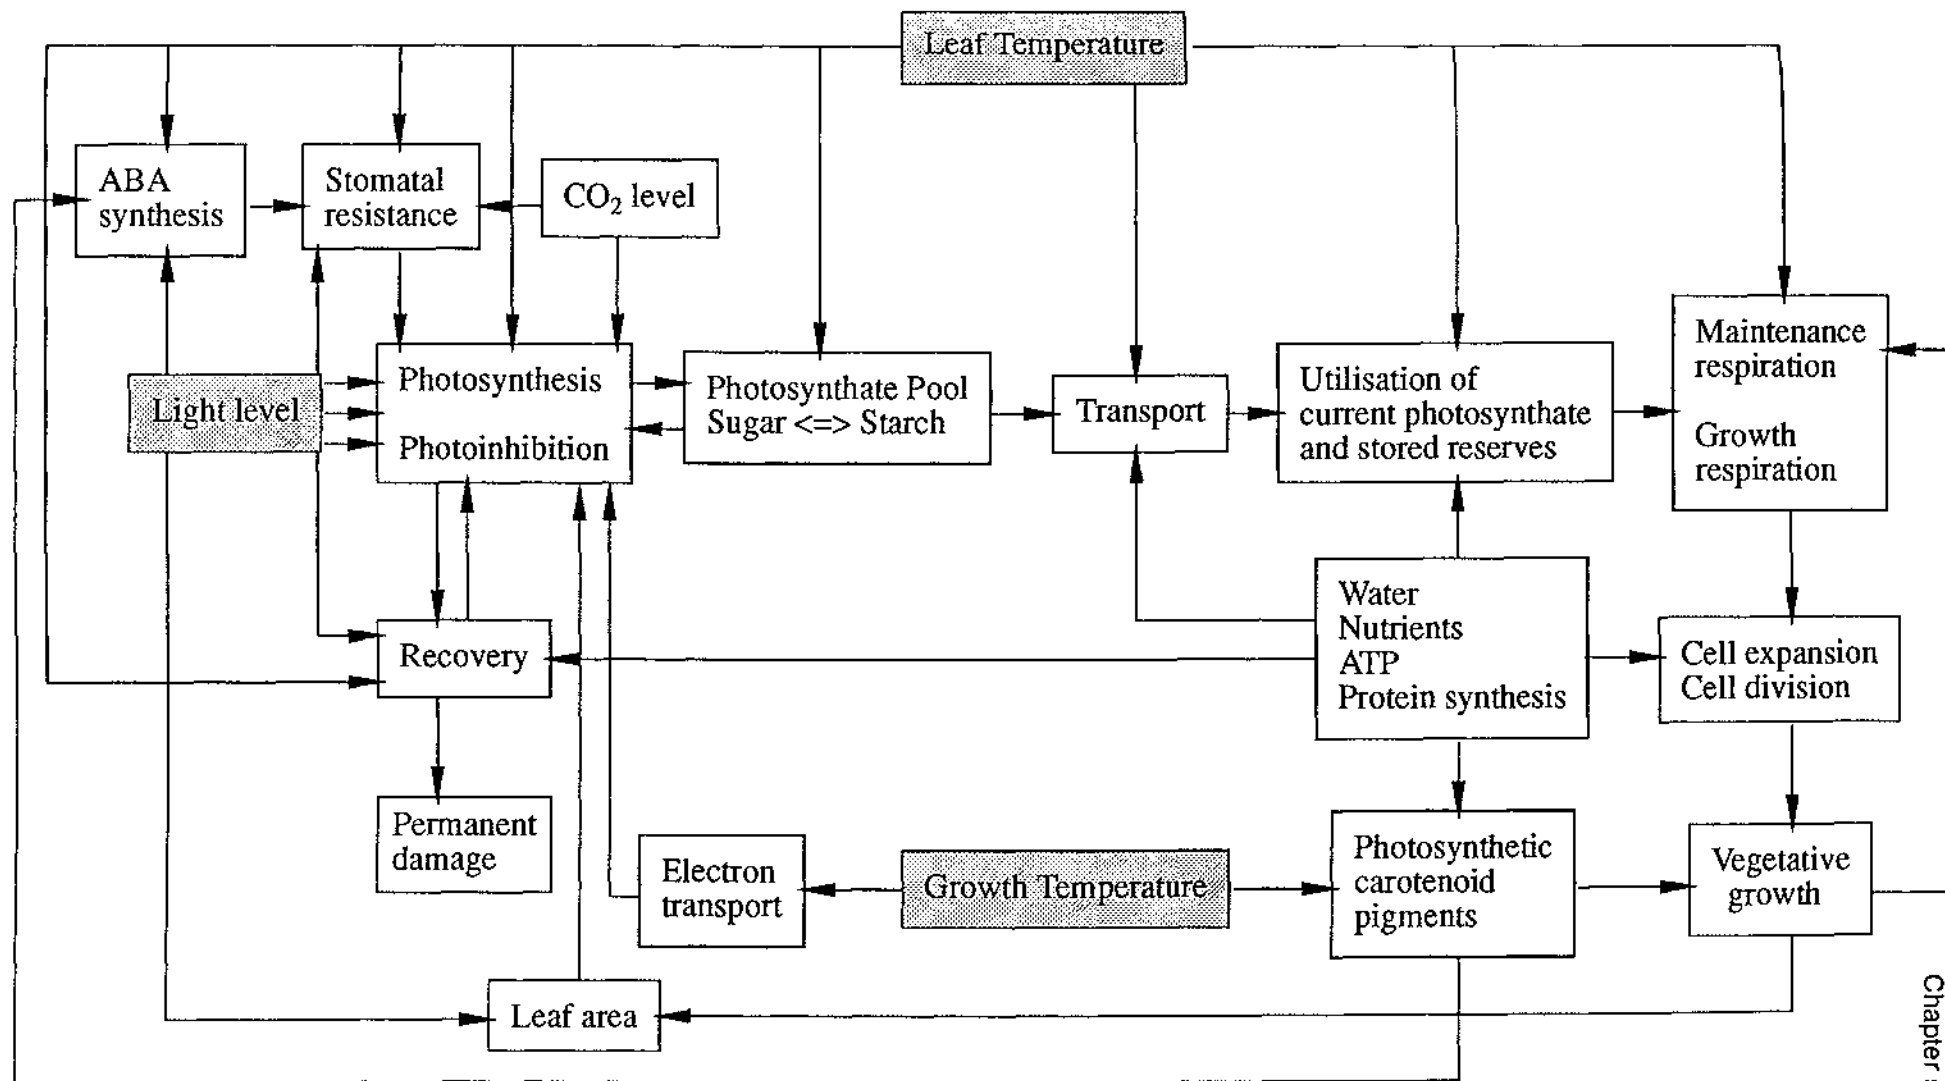 Leaf Temperature
ABA
synthesis
Stomatal
resistance
CO₂ level
Light level
Photosynthesis
Photoinhibition
Photosynthate Pool
Sugar <=> Starch
Transport
Utilisation of
current photosynthate
and stored reserves
Maintenance
respiration
Growth
respiration
Recovery
Water
Nutrients
ATP
Protein synthesis
Cell expansion
Cell division
Permanent
damage
Electron
transport
Growth Temperature
Photosynthetic
carotenoid
pigments
Vegetative
growth
Leaf area
Chapter